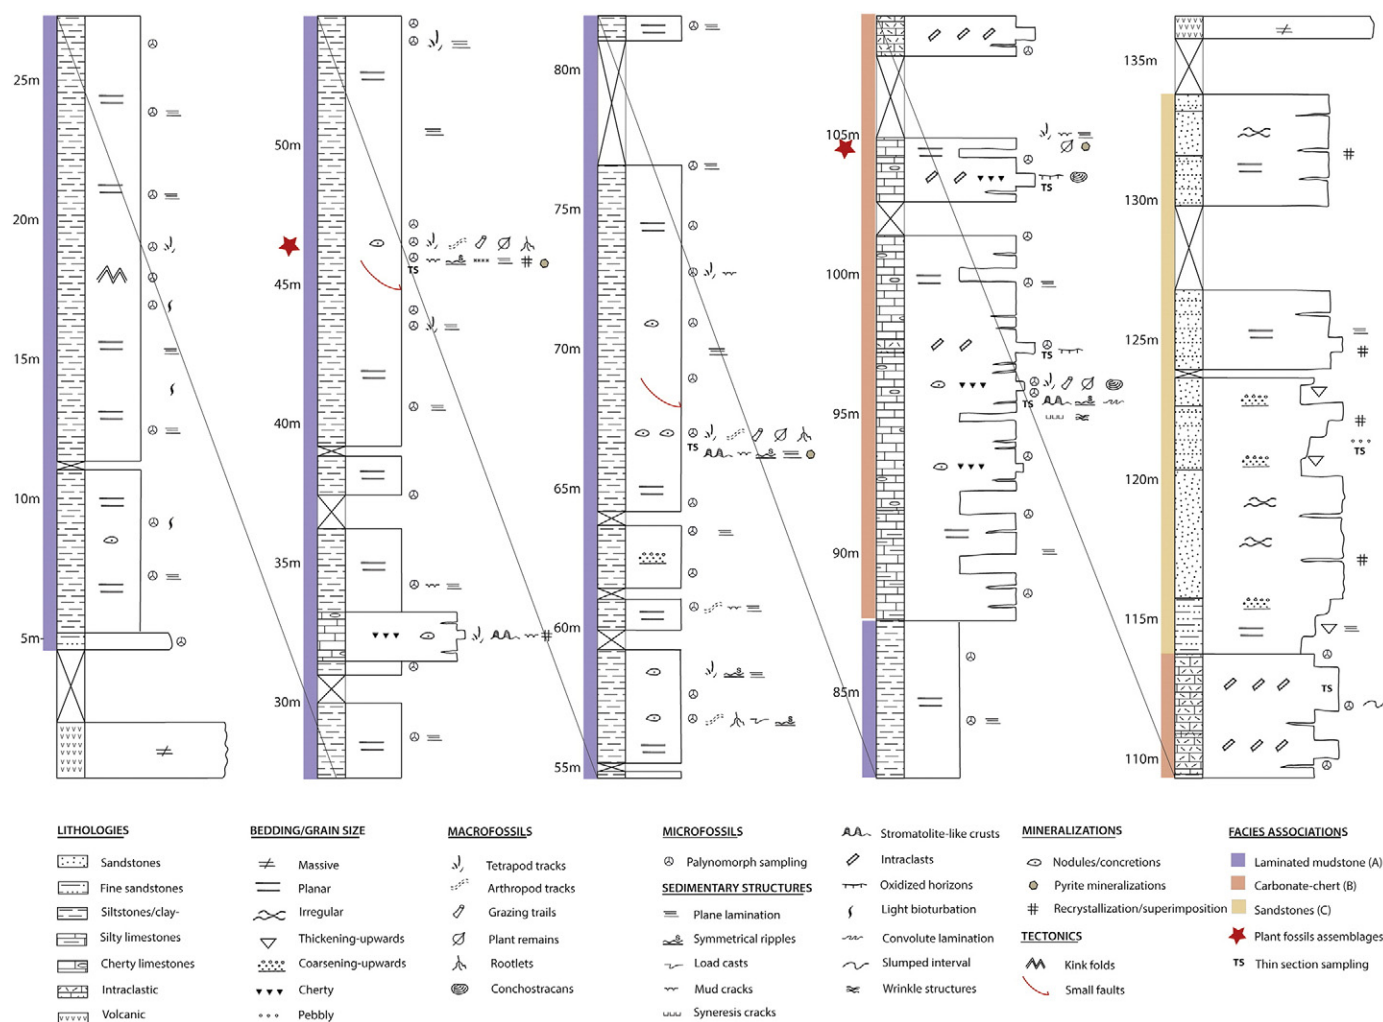 25m
20m
15m
10m
5m
50m
45m
TS
40m
35m
30m
80m
75m
70m
TS
65m
60m
55m
105m
TS
100m
TS
95m
TS
90m
85m
135m
130m
125m
120m
TS
115m
TS
110m
LITHOLOGIES
Sandstones
Fine sandstones
Siltstones/clay-
Silty limestones
Cherty limestones
Intraclastic
Volcanic
BEDDING/GRAIN SIZE
Massive
Planar
Irregular
Thickening-upwards
Coarsening-upwards
Cherty
Pebbly
MACROFOSSILS
Tetrapod tracks
Arthropod tracks
Grazing trails
Plant remains
Rootlets
Conchostracans
MICROFOSSILS
Palynomorph sampling
SEDIMENTARY STRUCTURES
Plane lamination
Symmetrical ripples
Load casts
Mud cracks
Syneresis cracks
Stromatolite-like crusts
Intraclasts
Oxidized horizons
Light bioturbation
Convolute lamination
Slumped interval
Wrinkle structures
MINERALIZATIONS
Nodules/concretions
Pyrite mineralizations
Recrystallization/superimposition
TECTONICS
Kink folds
Small faults
FACIES ASSOCIATIONS
Laminated mudstone (A)
Carbonate-chert (B)
Sandstones (C)
Plant fossils assemblages
TS Thin section sampling